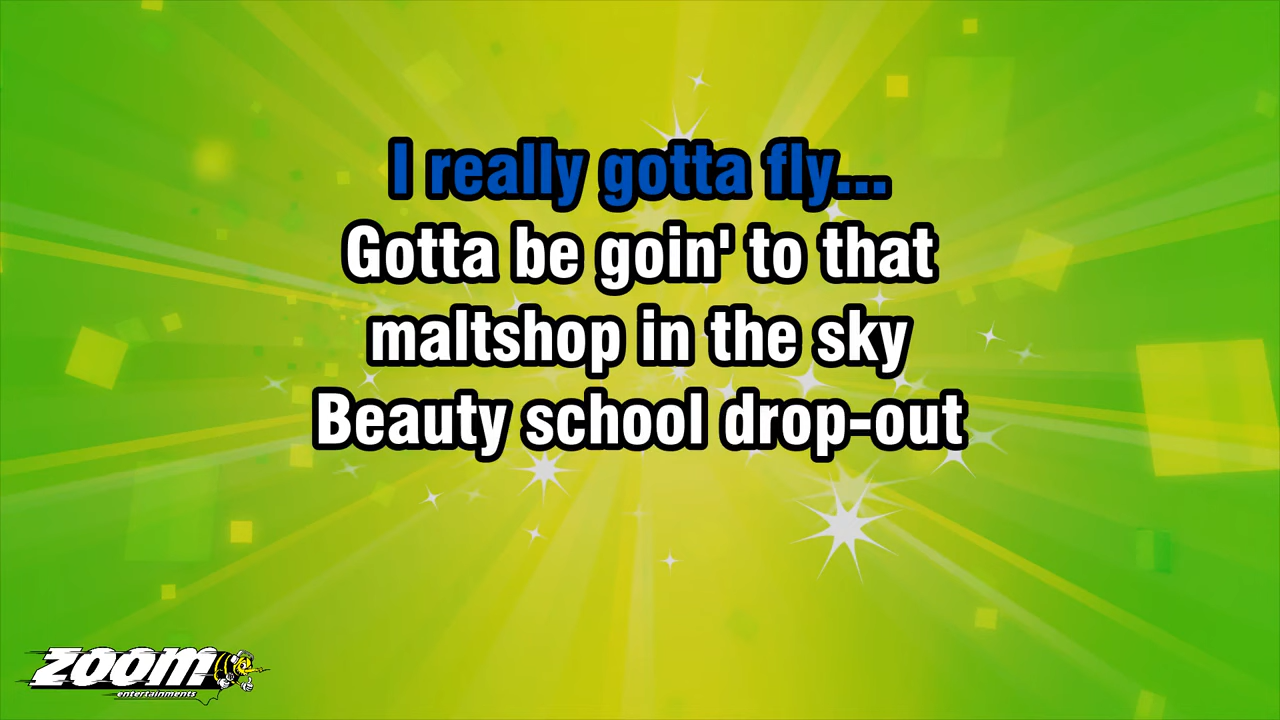 I really gotta fly...
Gotta be goin' to that
maltshop in the sky
Beauty school drop-out
ZOOM
entertainments